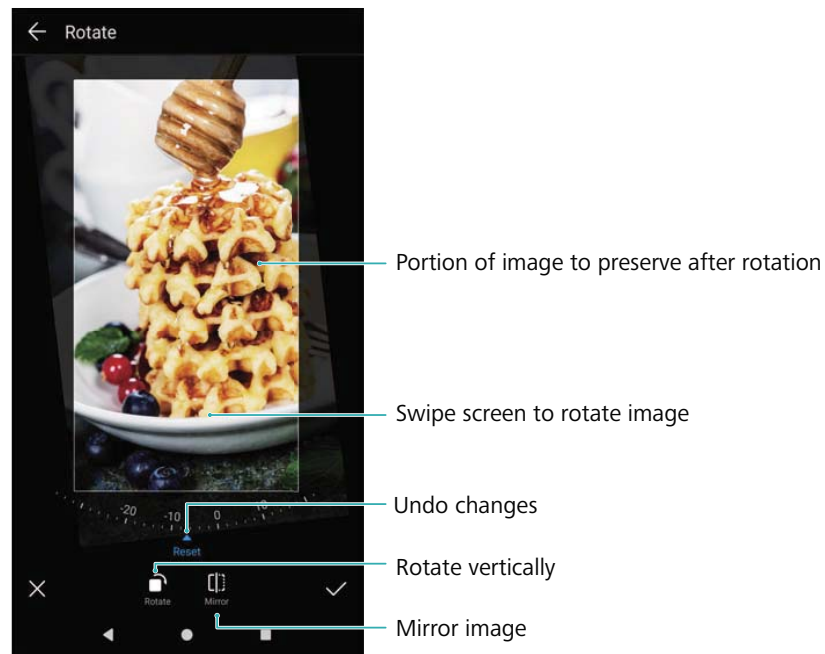 Rotate
Portion of image to preserve after rotation
Swipe screen to rotate image
-20 -10 0 10
Undo changes
Reset
Rotate vertically
Rotate Mirror
Mirror image